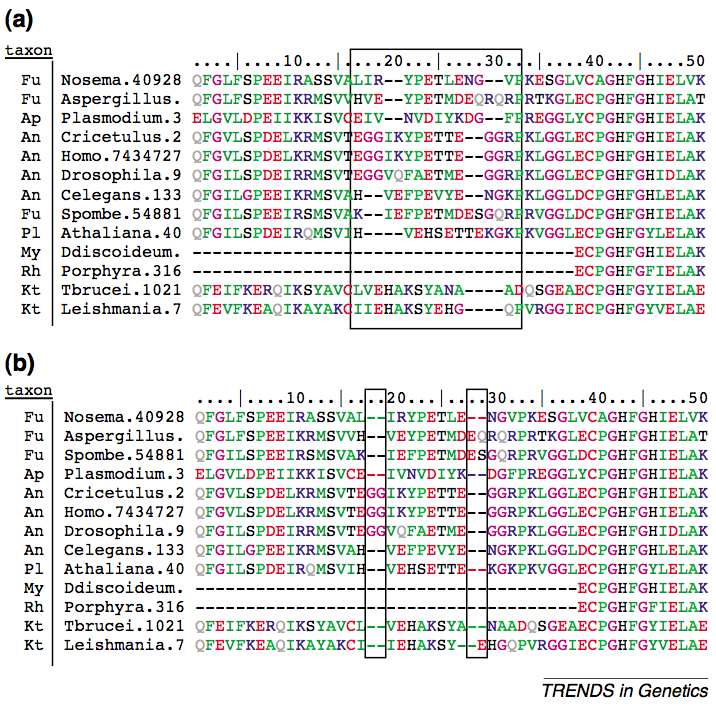 (a)
taxon
....|....10...|....20....|....30....|....40....|....50
Fu Nosema.40928 QFGLFSPEEIRASSVALIR--YPETLENG--VPKESGLVCAGHFGHIELVK
Fu Aspergillus. QFGLFSPEEIKRMSVVHVE--YPETMDEQRQRPRTKGLECPGHFGHIELAT
Ap Plasmodium.3 ELGVLDPEIIKKISVCEIV--NVDIYKDG--FPREGGLYCPGHFGHIELAK
An Cricetulus.2 QFGVLSPDELKRMSVTEGGIKYPETTE--GGRPKLGGLECPGHFGHIELAK
An Homo.7434727 QFGVLSPDELKRMSVTEGGIKYPETTE--GGRPKLGGLECPGHFGHIELAK
An Drosophila.9 QFGILSPDEIRRMSVTEGGVQFAETME--GGRPKLGGLECPGHFGHIDLAK
An Celegans.133 QFGILGPEEIKRMSVAH--VEFPEVYE--NGKPKLGGLDCPGHFGHLELAK
Fu Spombe.54881 QFGILSPEEIRSMSVAK--IEFPETMDESGQRPRVGGLDCPGHFGHIELAK
Pl Athaliana.40 QFGILSPDEIRQMSVIH----VEHSETTEKGKPKVGGLECPGHFGYLELAK
My Ddiscoideum. --------------------------------------ECPGHFGHIELAK
Rh Porphyra.316 --------------------------------------ECPGHFGFIELAK
Kt Tbrucei.1021 QFEIFKERQIKSYAVCLVEHAKSYANA----ADQSGEAECPGHFGYIELAE
Kt Leishmania.7 QFEVFKEAQIKAYAKCIIEHAKSYEHG----QPVRGGIECPGHFGYVELAE
(b)
taxon
....|....10...|....20....|....30....|....40....|....50
Fu Nosema.40928 QFGLFSPEEIRASSVAL--IRYPETLE--NGVPKESGLVCAGHFGHIELVK
Fu Aspergillus. QFGLFSPEEIKRMSVVH--VEYPETMDEQRQRPRTKGLECPGHFGHIELAT
Fu Spombe.54881 QFGILSPEEIRSMSVAK--IEFPETMDESGQRPRVGGLDCPGHFGHIELAK
Ap Plasmodium.3 ELGVLDPEIIKKISVCE--IVNVDIYK--DGFPREGGLYCPGHFGHIELAK
An Cricetulus.2 QFGVLSPDELKRMSVTEGGIKYPETTE--GGRPKLGGLECPGHFGHIELAK
An Homo.7434727 QFGVLSPDELKRMSVTEGGIKYPETTE--GGRPKLGGLECPGHFGHIELAK
An Drosophila.9 QFGILSPDEIRRMSVTEGGVQFAETME--GGRPKLGGLECPGHFGHIDLAK
An Celegans.133 QFGILGPEEIKRMSVAH--VEFPEVYE--NGKPKLGGLDCPGHFGHLELAK
Pl Athaliana.40 QFGILSPDEIRQMSVIH--VEHSETTE--KGKPKVGGLECPGHFGYLELAK
My Ddiscoideum. --------------------------------------ECPGHFGHIELAK
Rh Porphyra.316 --------------------------------------ECPGHFGFIELAK
Kt Tbrucei.1021 QFEIFKERQIKSYAVCL--VEHAKSYA--NAADQSGEAECPGHFGYIELAE
Kt Leishmania.7 QFEVFKEAQIKAYAKCI--IEHAKSY--EHGQPVRGGIECPGHFGYVELAE
TRENDS in Genetics